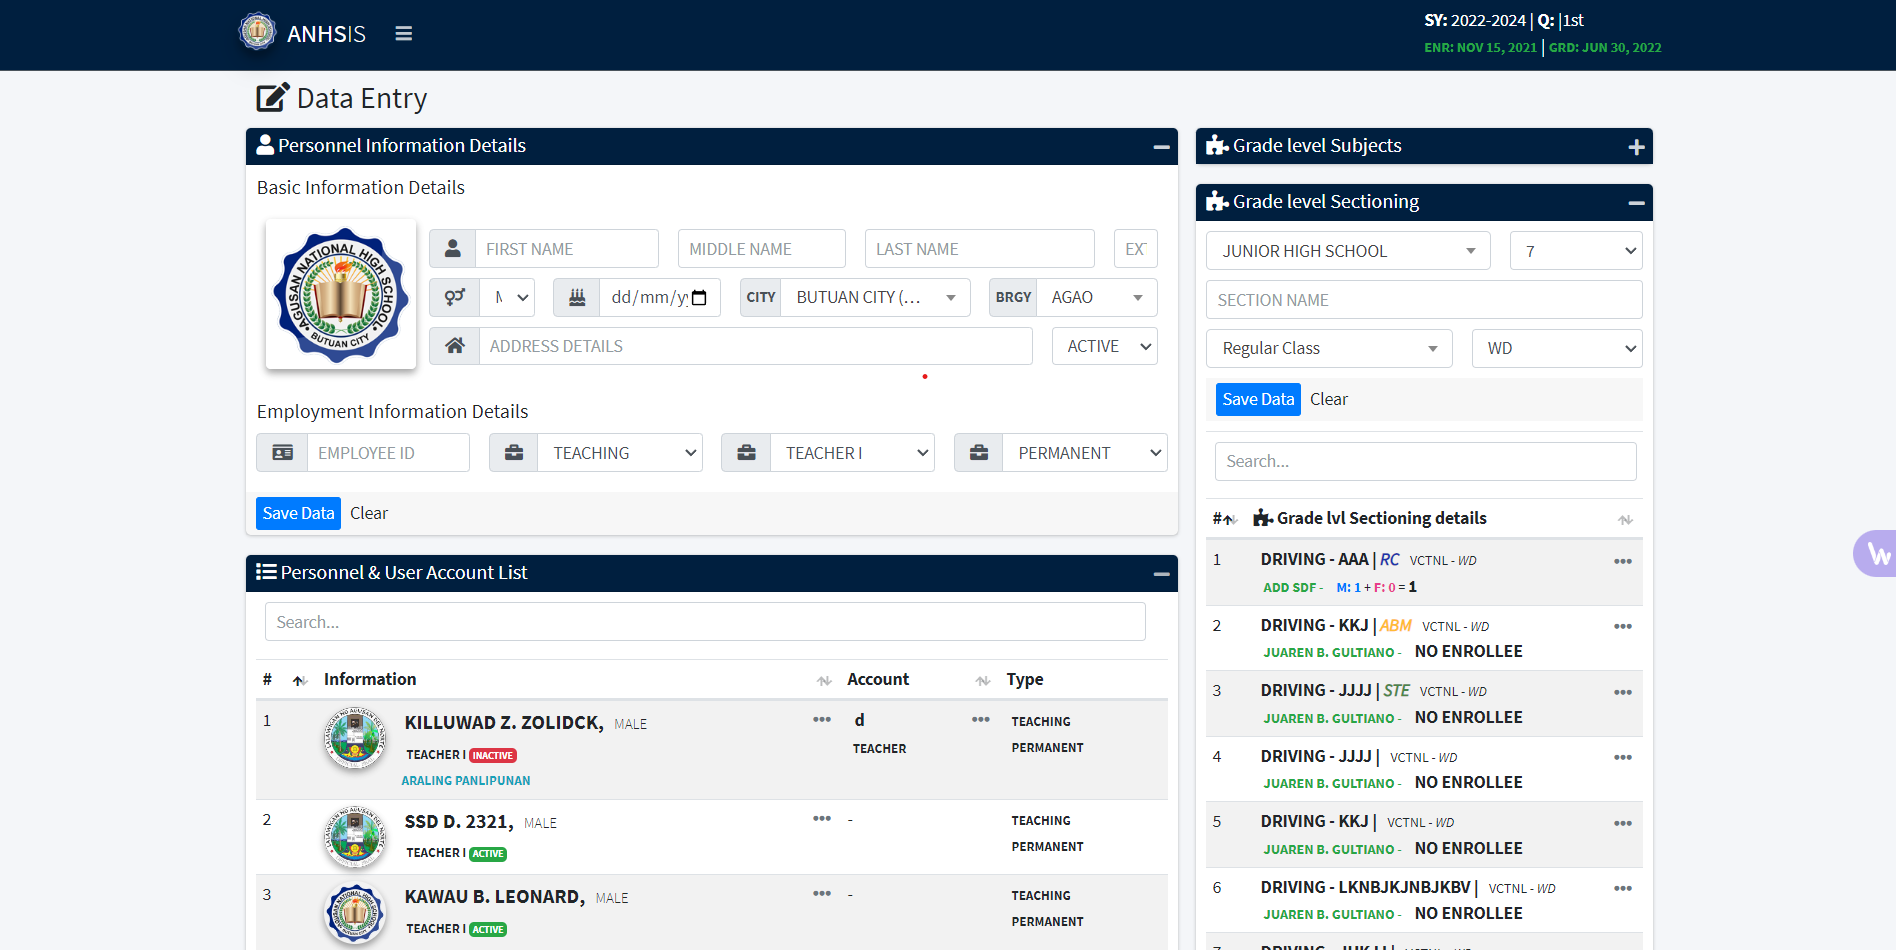 ANHSIS
SY: 2022-2024 | Q: |1st
ENR: NOV 15, 2021 | GRD: JUN 30, 2022
Data Entry
Personnel Information Details
Basic Information Details
AGUSAN NATIONAL HIGH SCHOOL
BUTUAN CITY
FIRST NAME
MIDDLE NAME
LAST NAME
EXT
dd/mm/yy
CITY
BUTUAN CITY (...
BRGY
AGAO
ADDRESS DETAILS
ACTIVE
Employment Information Details
EMPLOYEE ID
TEACHING
TEACHER I
PERMANENT
Save Data
Clear
Personnel & User Account List
Search...
# Information Account Type
1 KILLUWAD Z. ZOLIDCK, MALE d TEACHING
TEACHER I INACTIVE TEACHER PERMANENT
ARALING PANLIPUNAN
2 SSD D. 2321, MALE - TEACHING
TEACHER I ACTIVE PERMANENT
3 KAWAU B. LEONARD, MALE - TEACHING
TEACHER I ACTIVE PERMANENT
Grade level Subjects
Grade level Sectioning
JUNIOR HIGH SCHOOL
7
SECTION NAME
Regular Class
WD
Save Data
Clear
Search...
# Grade lvl Sectioning details
1 DRIVING - AAA | RC VCTNL - WD
ADD SDF - M: 1 + F: 0 = 1
2 DRIVING - KKJ | ABM VCTNL - WD
JUAREN B. GULTIANO - NO ENROLLEE
3 DRIVING - JJJJ | STE VCTNL - WD
JUAREN B. GULTIANO - NO ENROLLEE
4 DRIVING - JJJJ | VCTNL - WD
JUAREN B. GULTIANO - NO ENROLLEE
5 DRIVING - KKJ | VCTNL - WD
JUAREN B. GULTIANO - NO ENROLLEE
6 DRIVING - LKNBJKJNBJKBV | VCTNL - WD
JUAREN B. GULTIANO - NO ENROLLEE